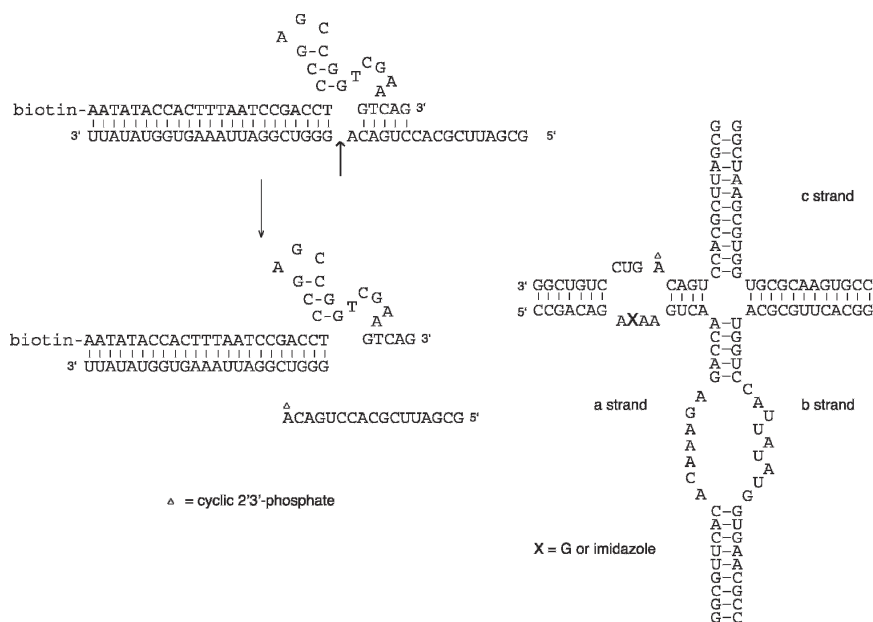 G
A C
G C
C–G
C–G T C G A A A
biotin-AATATACCACTTTAATCCGACCT GTCAG 3'
3' UUAUAUGGUGAAAUUAGGCUGGG ACAGUCCACGCUUAGCG 5'
G
A C
G C
C–G
C–G T C G A A
biotin-AATATACCACTTTAATCCGACCT GTCAG 3'
3' UUAUAUGGUGAAAUUAGGCUGGG
△
ACAGUCCACGCUUAGCG 5'
△ = cyclic 2'3'-phosphate
G G
C–G
G–C
A–U
U–A
U–A
C–G
G–C
C–G
A–U
C–G
C–G
c strand
△
CUG A
3' GGCUGUC CAGU UGCGCAAGUGCC
5' CCGACAG GUCA ACGCGUUCACGG
AXAA
A–U
C–G
C–G
A–U
G–C
A C
G A
A U
A U
A A
C U
A A
U
G
a strand
b strand
C–G
A–U
C–G
U–A
U–A
G–C
C–G
G–C
G–C
X = G or imidazole